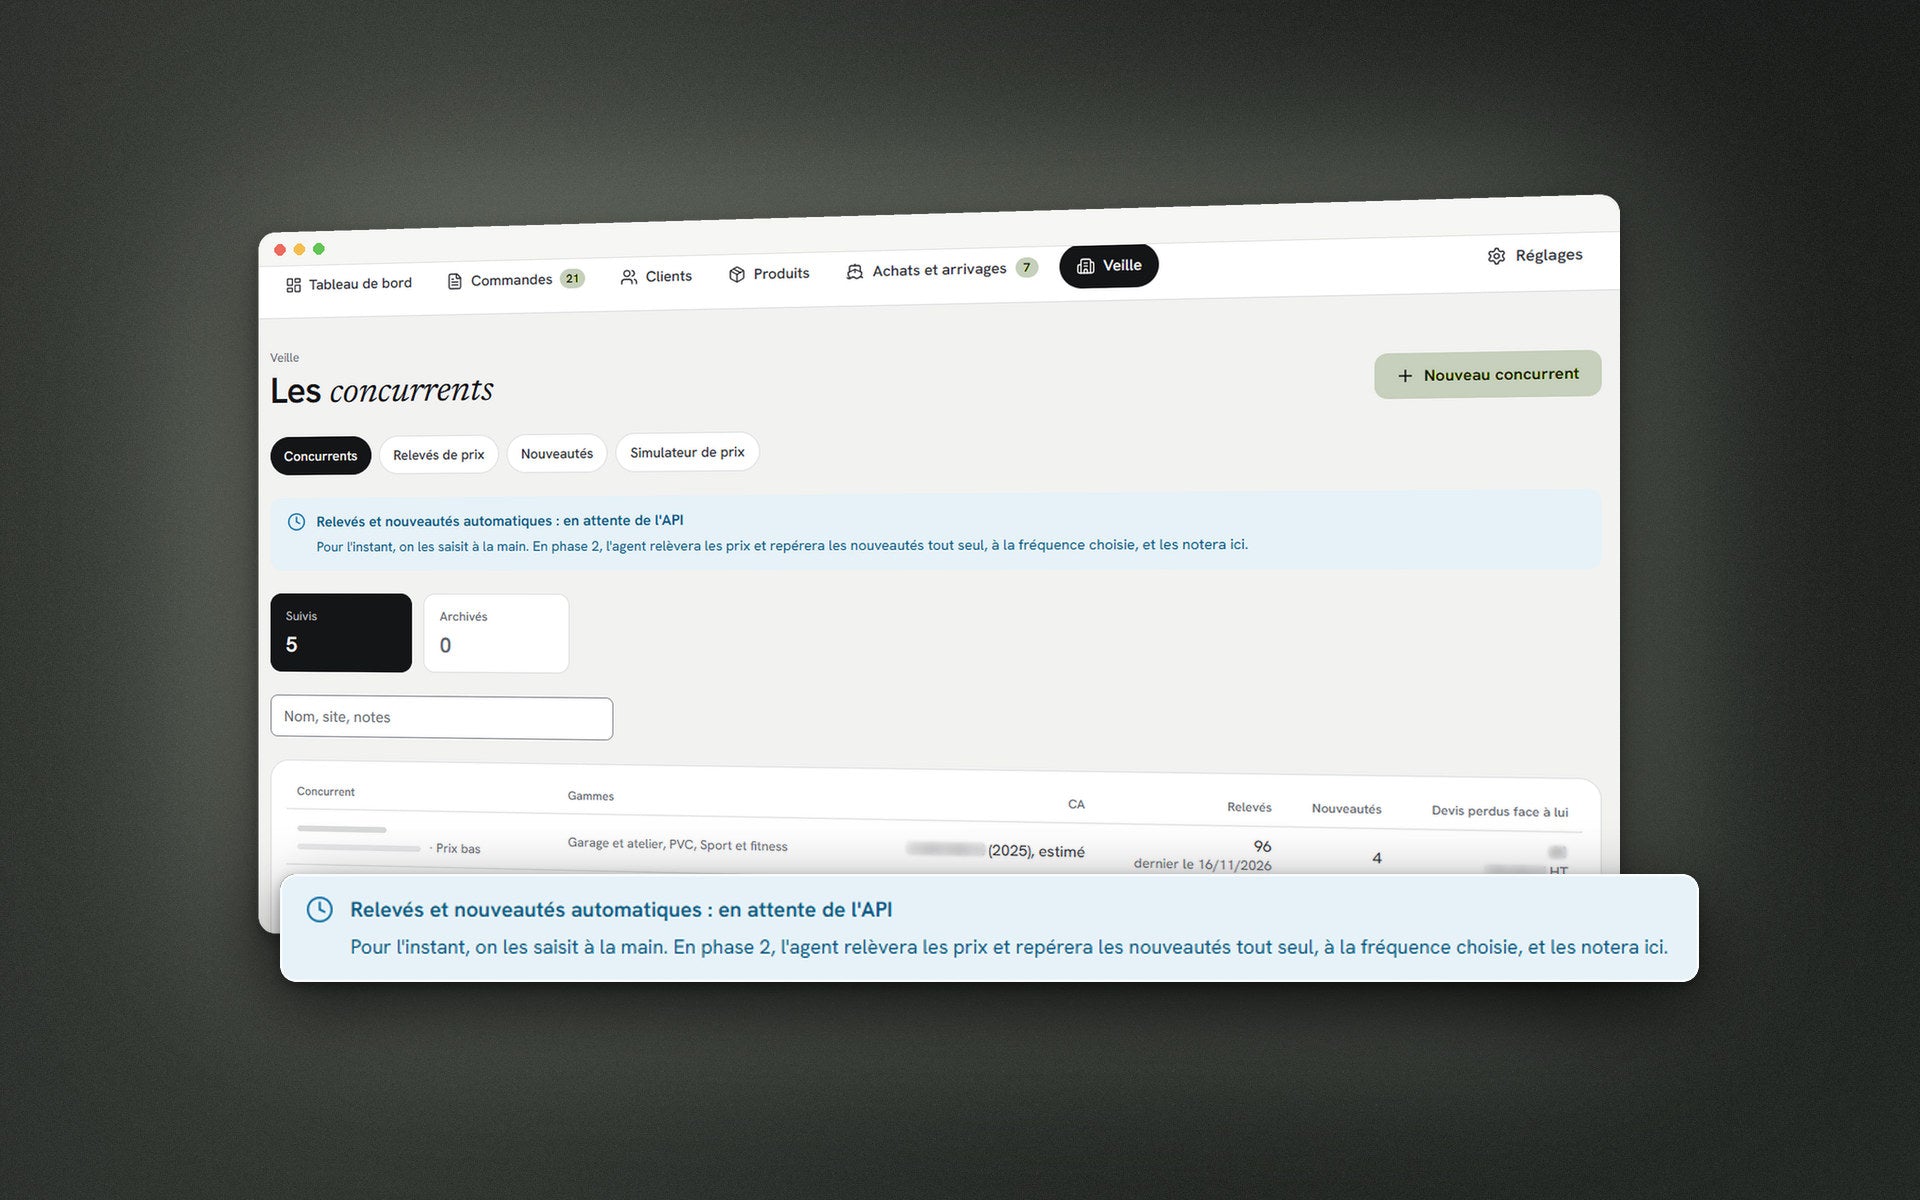 Tableau de bord
Commandes 21
Clients
Produits
Achats et arrivages 7
Veille
Réglages
Veille
Les concurrents
+ Nouveau concurrent
Concurrents
Relevés de prix
Nouveautés
Simulateur de prix
Relevés et nouveautés automatiques : en attente de l'API
Pour l'instant, on les saisit à la main. En phase 2, l'agent relèvera les prix et repérera les nouveautés tout seul, à la fréquence choisie, et les notera ici.
Suivis
5
Archivés
0
Nom, site, notes
Concurrent Gammes CA Relevés Nouveautés Devis perdus face à lui
· Prix bas
Garage et atelier, PVC, Sport et fitness
(2025), estimé
96
dernier le 16/11/2026
4
HT
Relevés et nouveautés automatiques : en attente de l'API
Pour l'instant, on les saisit à la main. En phase 2, l'agent relèvera les prix et repérera les nouveautés tout seul, à la fréquence choisie, et les notera ici.